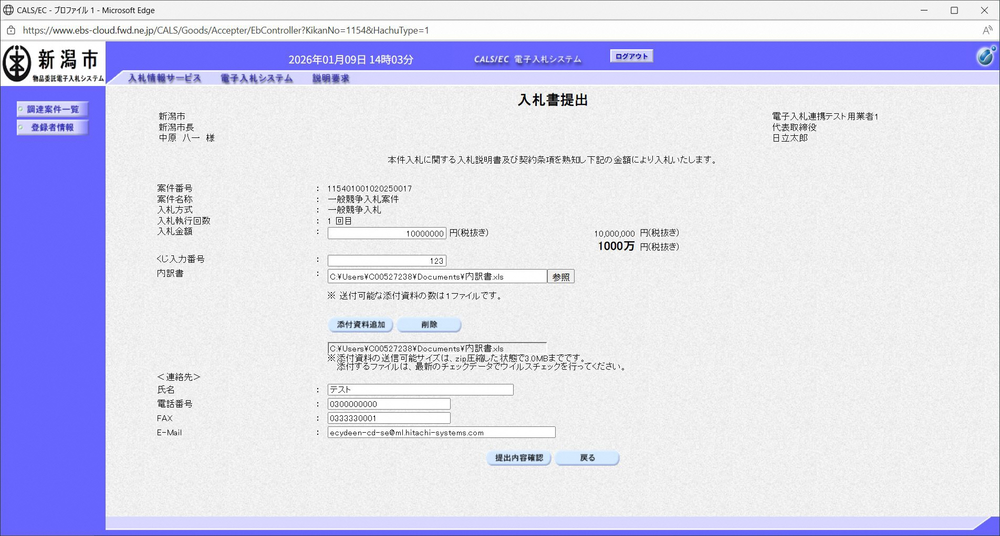 CALS/EC - プロファイル 1 - Microsoft Edge
https://www.ebs-cloud.fwd.ne.jp/CALS/Goods/Accepter/EbController?KikanNo=1154&HachuType=1
新潟市
物品委託電子入札システム
2026年01月09日 14時03分
CALS/EC 電子入札システム
ログアウト
入札情報サービス 電子入札システム 説明要求
調達案件一覧
登録者情報
入札書提出
新潟市
新潟市長
中原 八一 様
電子入札連携テスト用業者1
代表取締役
日立太郎
本件入札に関する入札説明書及び契約条項を熟知し下記の金額により入札いたします。
案件番号 : 115401001020250017
案件名称 : 一般競争入札案件
入札方式 : 一般競争入札
入札執行回数 : 1 回目
入札金額 : 10000000 円(税抜き) 10,000,000 円(税抜き)
1000万 円(税抜き)
くじ入力番号 : 123
内訳書 : C:¥Users¥C00527238¥Documents¥内訳書.xls 参照
※ 送付可能な添付資料の数は1ファイルです。
添付資料追加 削除
C:¥Users¥C00527238¥Documents¥内訳書.xls
※添付資料の送信可能サイズは、zip圧縮した状態で3.0MBまでです。
添付するファイルは、最新のチェックデータでウイルスチェックを行ってください。
＜連絡先＞
氏名 : テスト
電話番号 : 0300000000
FAX : 0333330001
E-Mail : ecydeen-cd-se@ml.hitachi-systems.com
提出内容確認 戻る